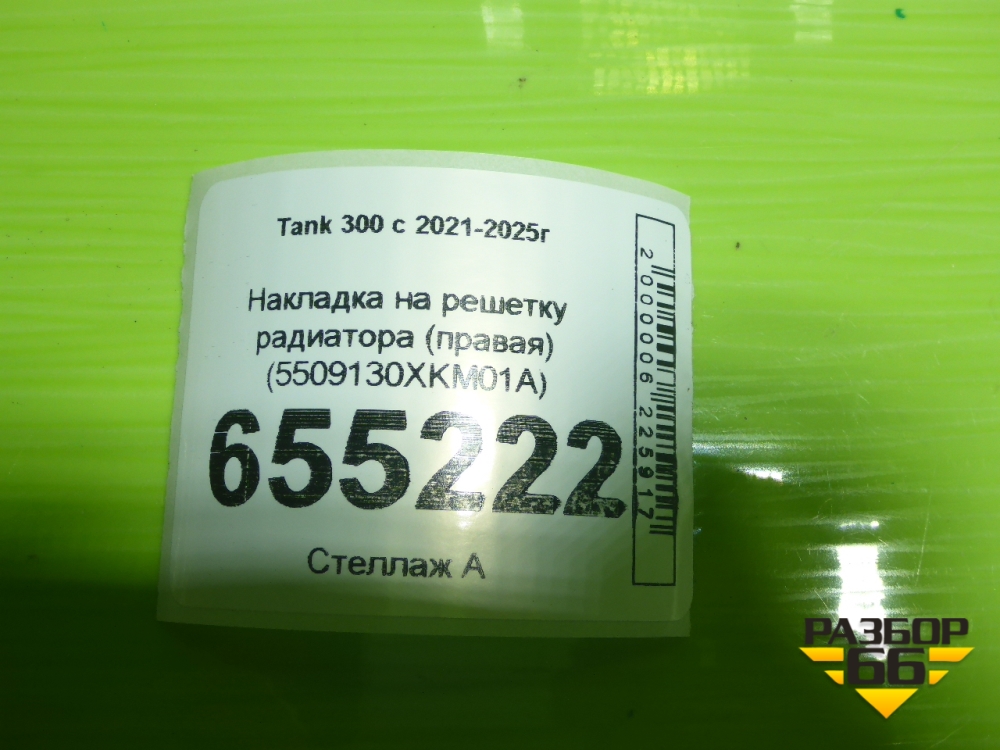 Tank 300 с 2021-2025г
Накладка на решетку
радиатора (правая)
(5509130XKM01A)
655222
Стеллаж А
2000006225917
РАЗБОР
66